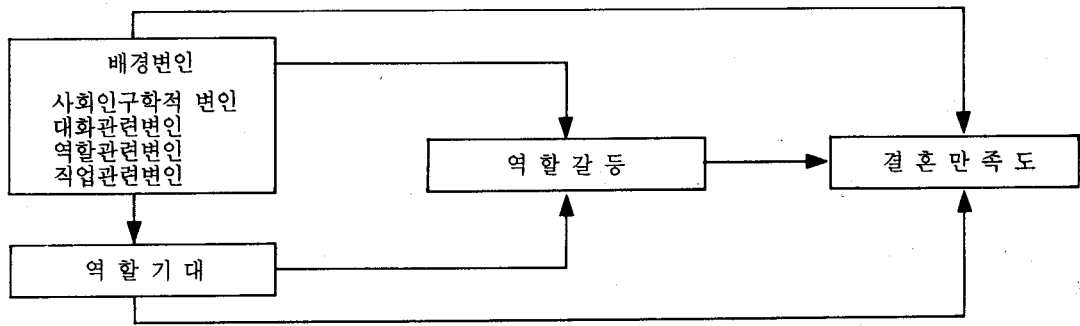 배경변인
사회인구학적 변인
대화관련변인
역할관련변인
직업관련변인
역 할 갈 등
결 혼 만 족 도
역 할 기 대